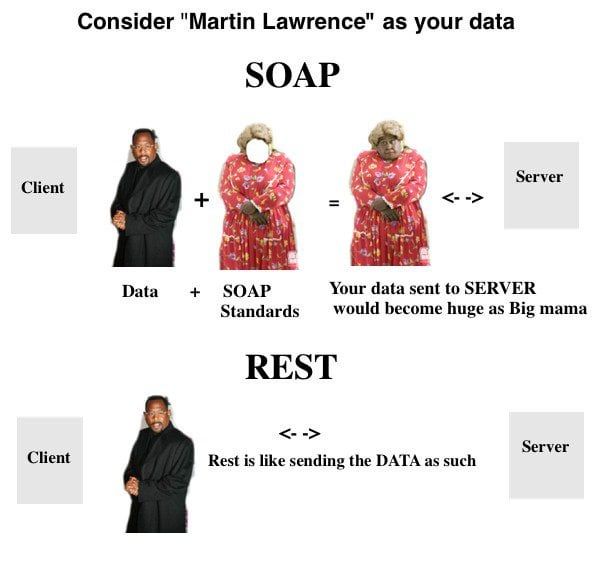 Consider "Martin Lawrence" as your data
SOAP
Client
+
=
<- ->
Server
Data + SOAP Standards
Your data sent to SERVER
would become huge as Big mama
REST
Client
<- ->
Rest is like sending the DATA as such
Server